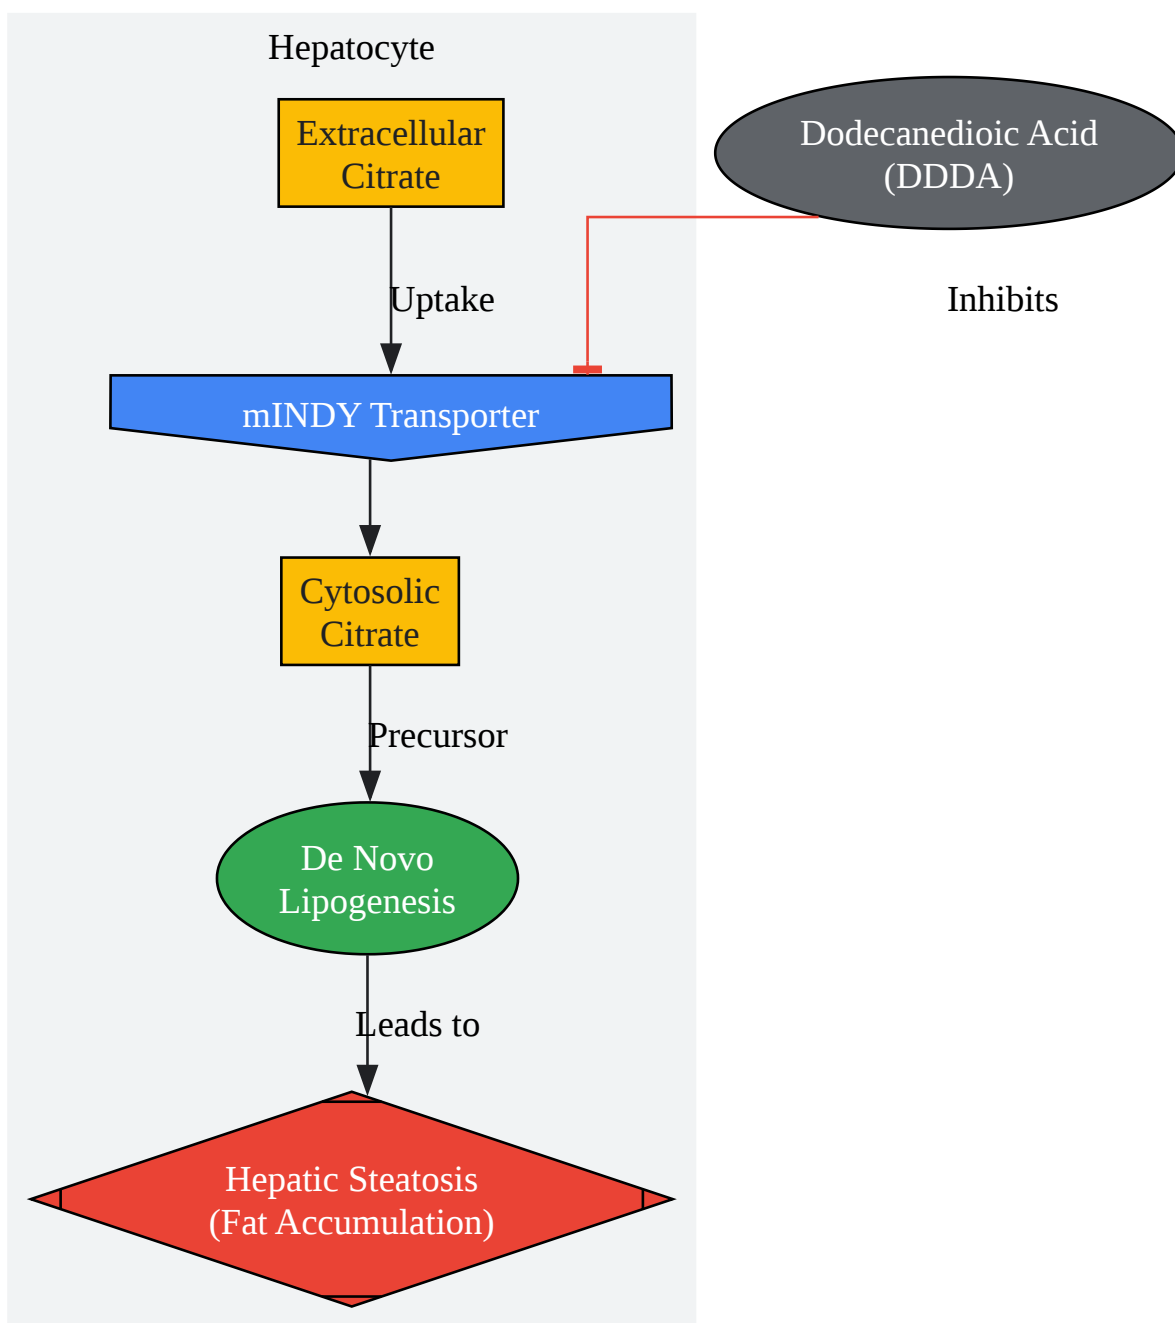 Hepatocyte
Extracellular
Citrate
Dodecanedioic Acid
(DDDA)
Uptake
Inhibits
mINDY Transporter
Cytosolic
Citrate
Precursor
De Novo
Lipogenesis
Leads to
Hepatic Steatosis
(Fat Accumulation)